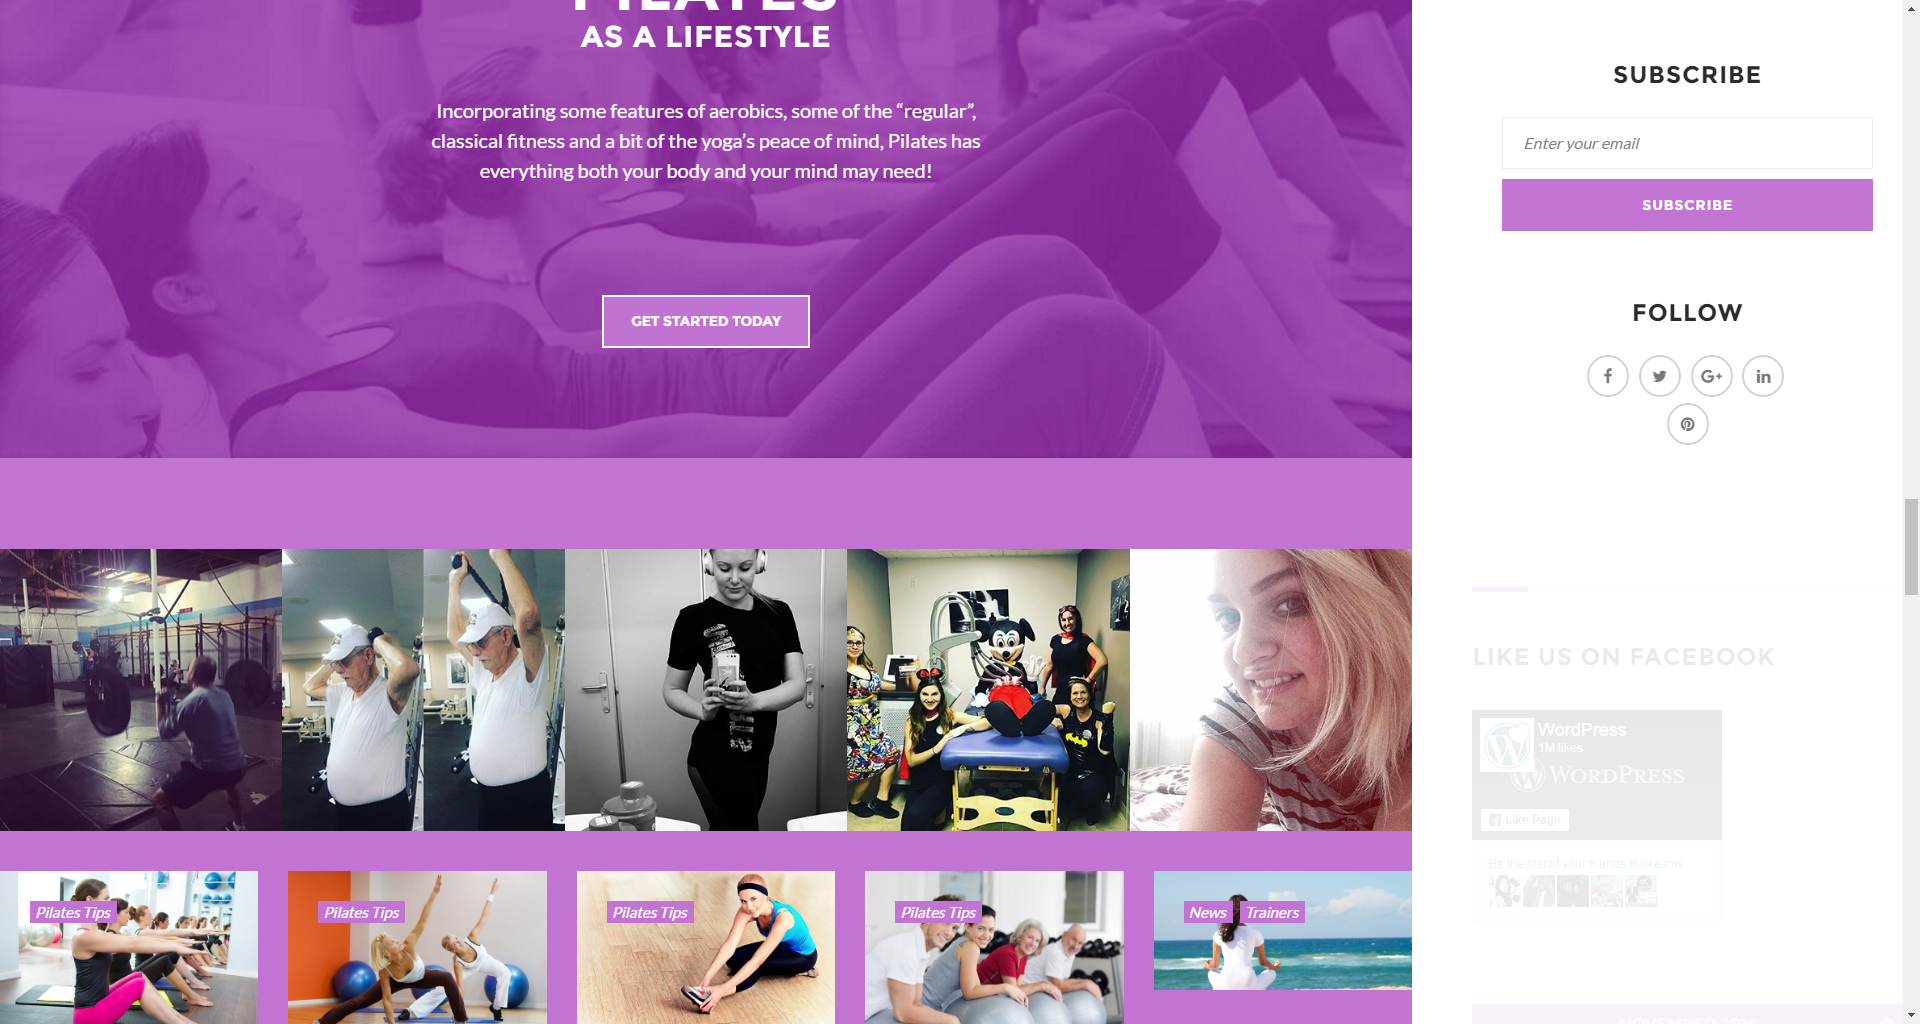 PILATES
AS A LIFESTYLE
Incorporating some features of aerobics, some of the “regular”,
classical fitness and a bit of the yoga’s peace of mind, Pilates has
everything both your body and your mind may need!
GET STARTED TODAY
Pilates Tips
Pilates Tips
Pilates Tips
Pilates Tips
News Trainers
SUBSCRIBE
Enter your email
SUBSCRIBE
FOLLOW
LIKE US ON FACEBOOK
WordPress
1M likes
WORDPRESS
Like Page
Be the first of your friends to like this
NOVEMBER 2016